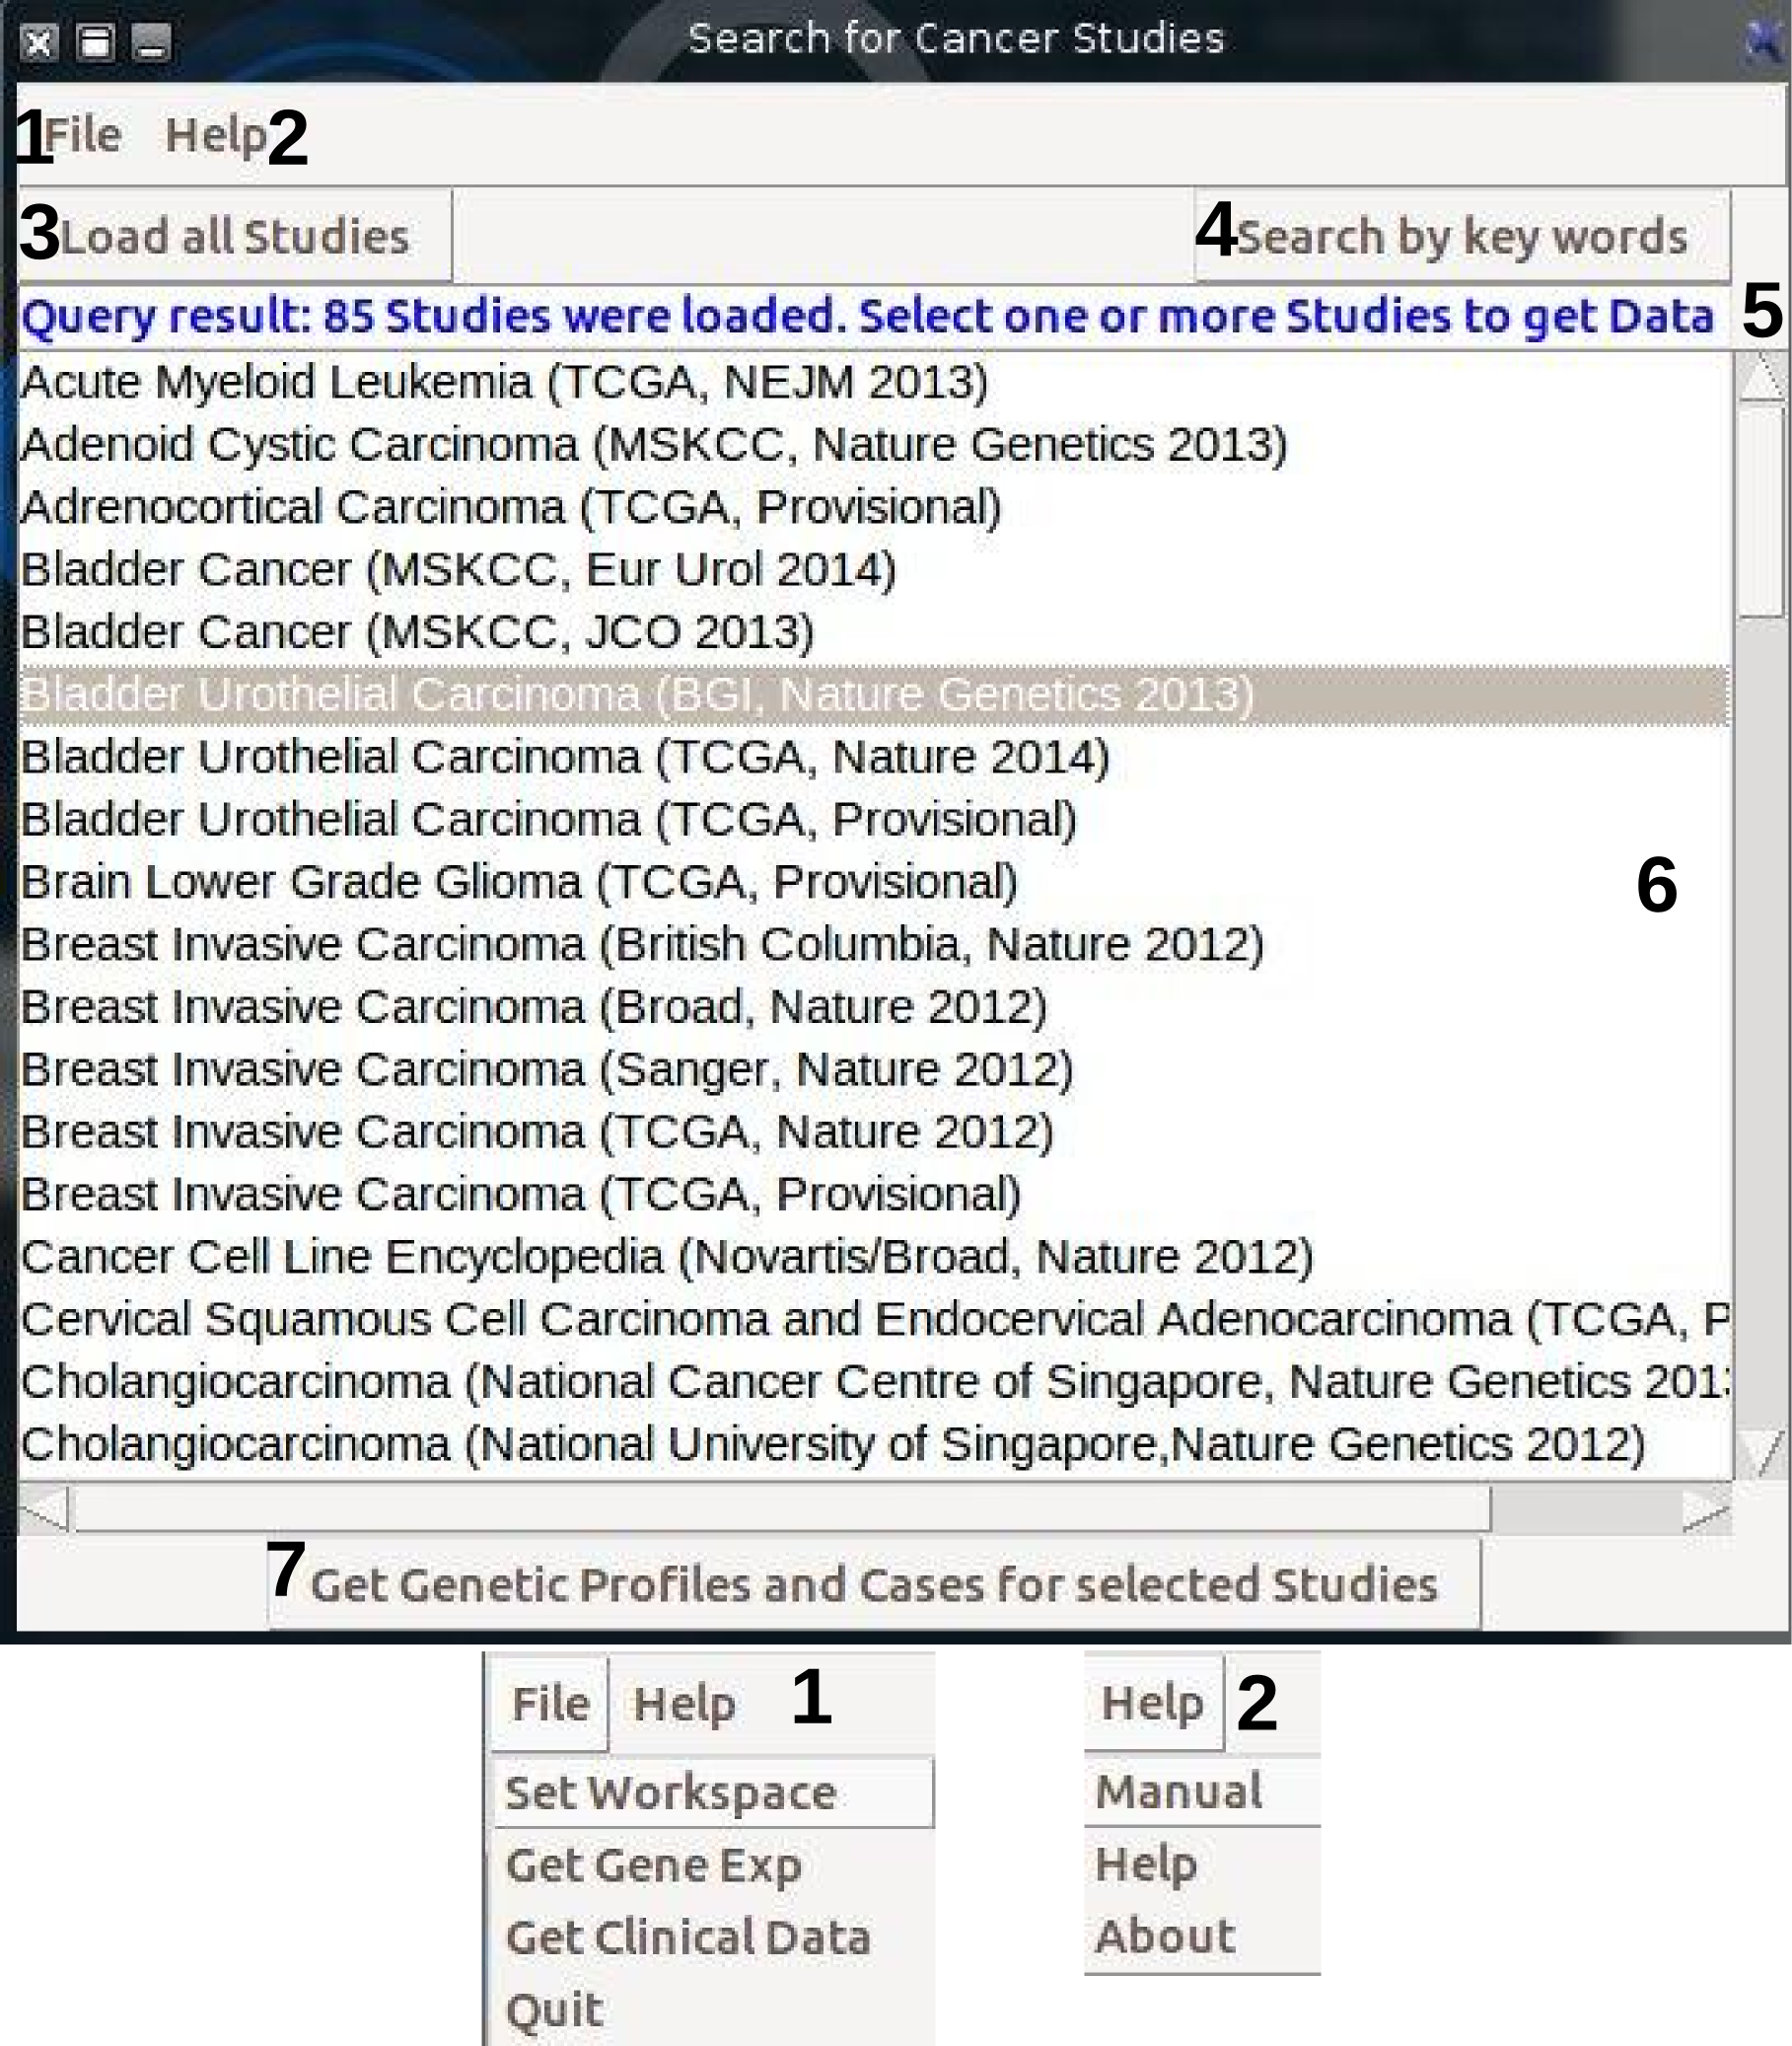 Search for Cancer Studies
1File Help2
3Load all Studies 4Search by key words
Query result: 85 Studies were loaded. Select one or more Studies to get Data 5
Acute Myeloid Leukemia (TCGA, NEJM 2013)
Adenoid Cystic Carcinoma (MSKCC, Nature Genetics 2013)
Adrenocortical Carcinoma (TCGA, Provisional)
Bladder Cancer (MSKCC, Eur Urol 2014)
Bladder Cancer (MSKCC, JCO 2013)
Bladder Urothelial Carcinoma (BGI, Nature Genetics 2013)
Bladder Urothelial Carcinoma (TCGA, Nature 2014)
Bladder Urothelial Carcinoma (TCGA, Provisional)
Brain Lower Grade Glioma (TCGA, Provisional) 6
Breast Invasive Carcinoma (British Columbia, Nature 2012)
Breast Invasive Carcinoma (Broad, Nature 2012)
Breast Invasive Carcinoma (Sanger, Nature 2012)
Breast Invasive Carcinoma (TCGA, Nature 2012)
Breast Invasive Carcinoma (TCGA, Provisional)
Cancer Cell Line Encyclopedia (Novartis/Broad, Nature 2012)
Cervical Squamous Cell Carcinoma and Endocervical Adenocarcinoma (TCGA, P
Cholangiocarcinoma (National Cancer Centre of Singapore, Nature Genetics 201
Cholangiocarcinoma (National University of Singapore,Nature Genetics 2012)
7 Get Genetic Profiles and Cases for selected Studies
File Help 1
Set Workspace
Get Gene Exp
Get Clinical Data
Quit
Help 2
Manual
Help
About